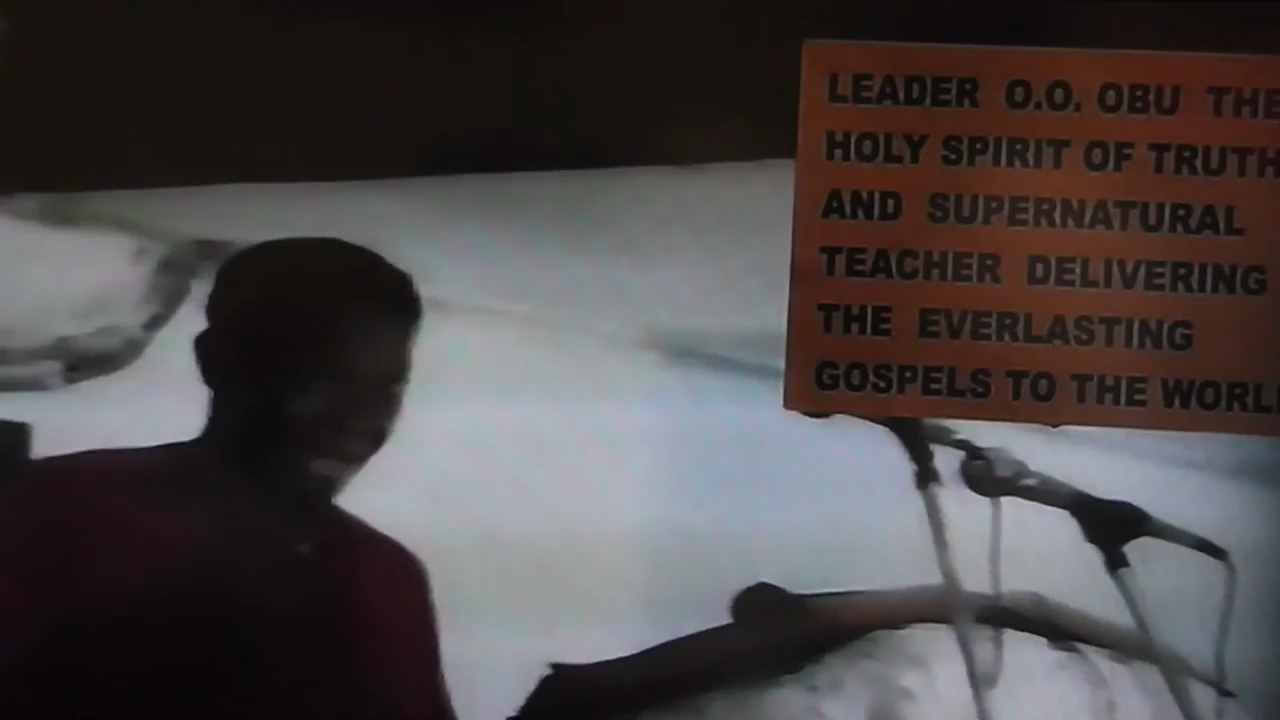 LEADER O.O. OBU THE
HOLY SPIRIT OF TRUTH
AND SUPERNATURAL
TEACHER DELIVERING
THE EVERLASTING
GOSPELS TO THE WORL